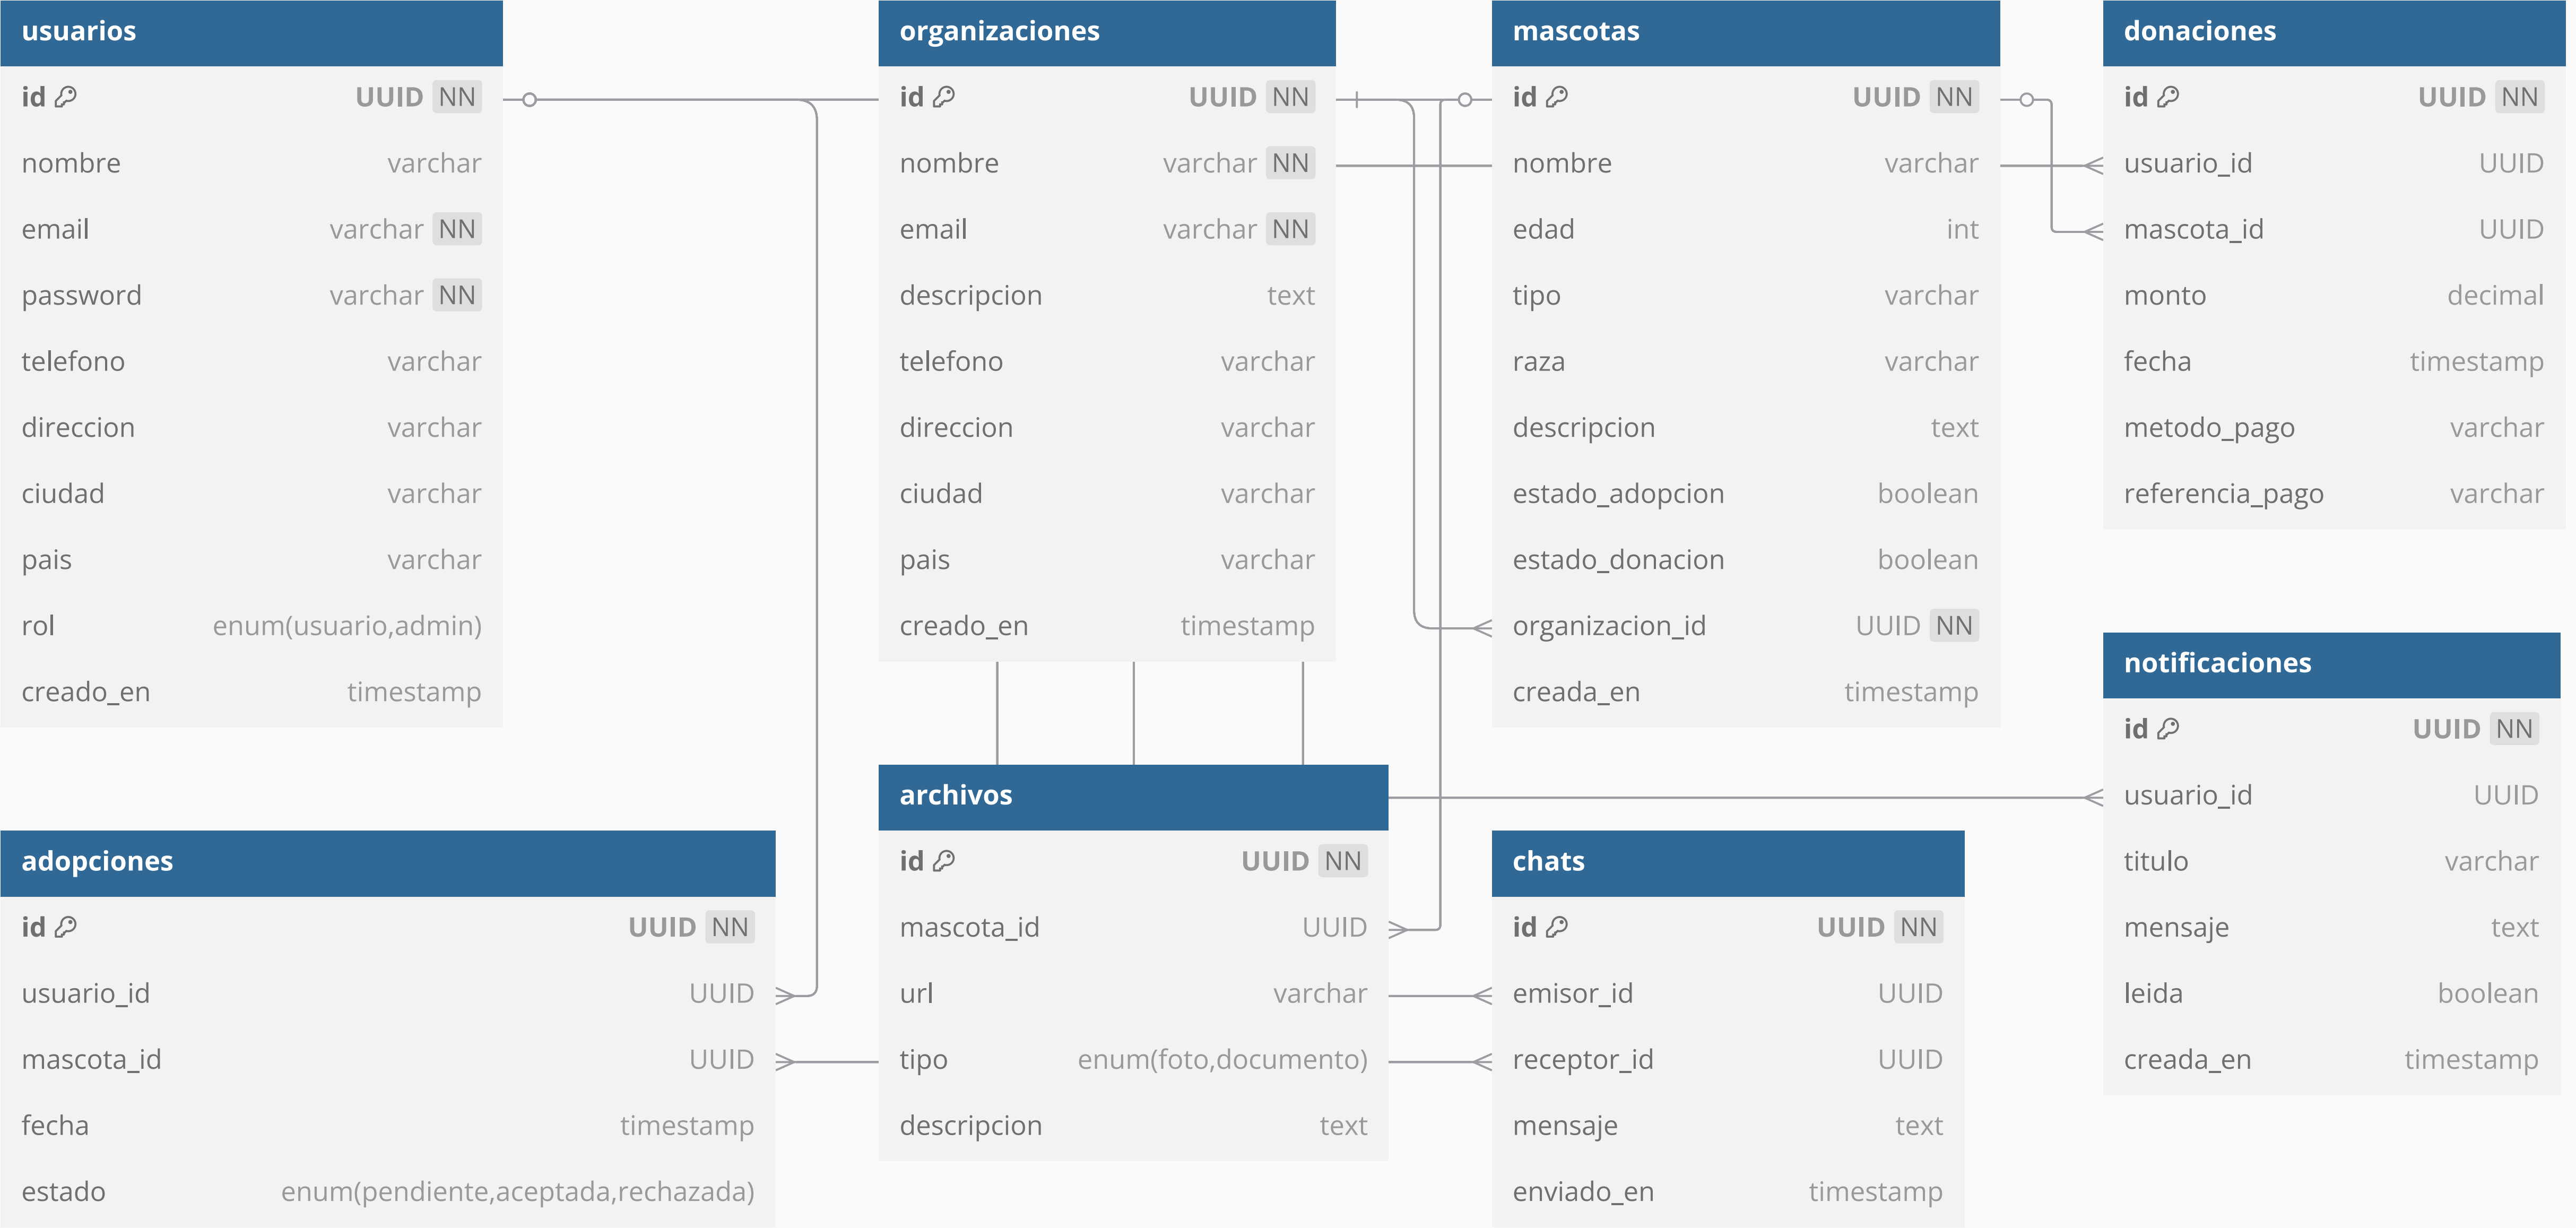 usuarios
id UUID NN
nombre varchar
email varchar NN
password varchar NN
telefono varchar
direccion varchar
ciudad varchar
pais varchar
rol enum(usuario,admin)
creado_en timestamp
organizaciones
id UUID NN
nombre varchar NN
email varchar NN
descripcion text
telefono varchar
direccion varchar
ciudad varchar
pais varchar
creado_en timestamp
mascotas
id UUID NN
nombre varchar
edad int
tipo varchar
raza varchar
descripcion text
estado_adopcion boolean
estado_donacion boolean
organizacion_id UUID NN
creada_en timestamp
donaciones
id UUID NN
usuario_id UUID
mascota_id UUID
monto decimal
fecha timestamp
metodo_pago varchar
referencia_pago varchar
notificaciones
id UUID NN
usuario_id UUID
titulo varchar
mensaje text
leida boolean
creada_en timestamp
adopciones
id UUID NN
usuario_id UUID
mascota_id UUID
fecha timestamp
estado enum(pendiente,aceptada,rechazada)
archivos
id UUID NN
mascota_id UUID
url varchar
tipo enum(foto,documento)
descripcion text
chats
id UUID NN
emisor_id UUID
receptor_id UUID
mensaje text
enviado_en timestamp